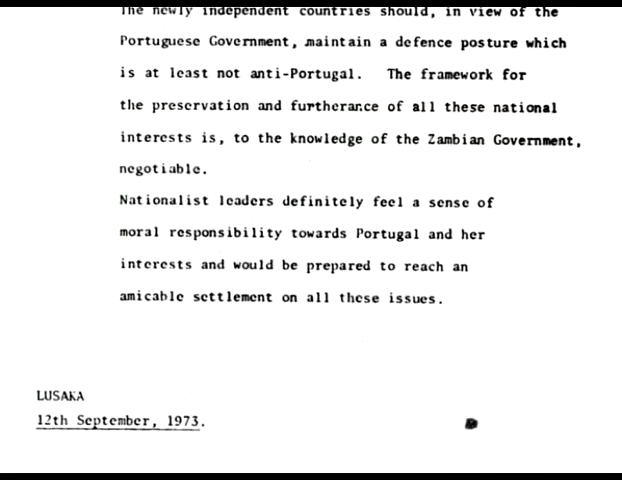 The newly independent countries should, in view of the
Portuguese Government, maintain a defence posture which
is at least not anti-Portugal. The framework for
the preservation and furtherance of all these national
interests is, to the knowledge of the Zambian Government,
negotiable.
Nationalist leaders definitely feel a sense of
moral responsibility towards Portugal and her
interests and would be prepared to reach an
amicable settlement on all these issues.
LUSAKA
12th September, 1973.